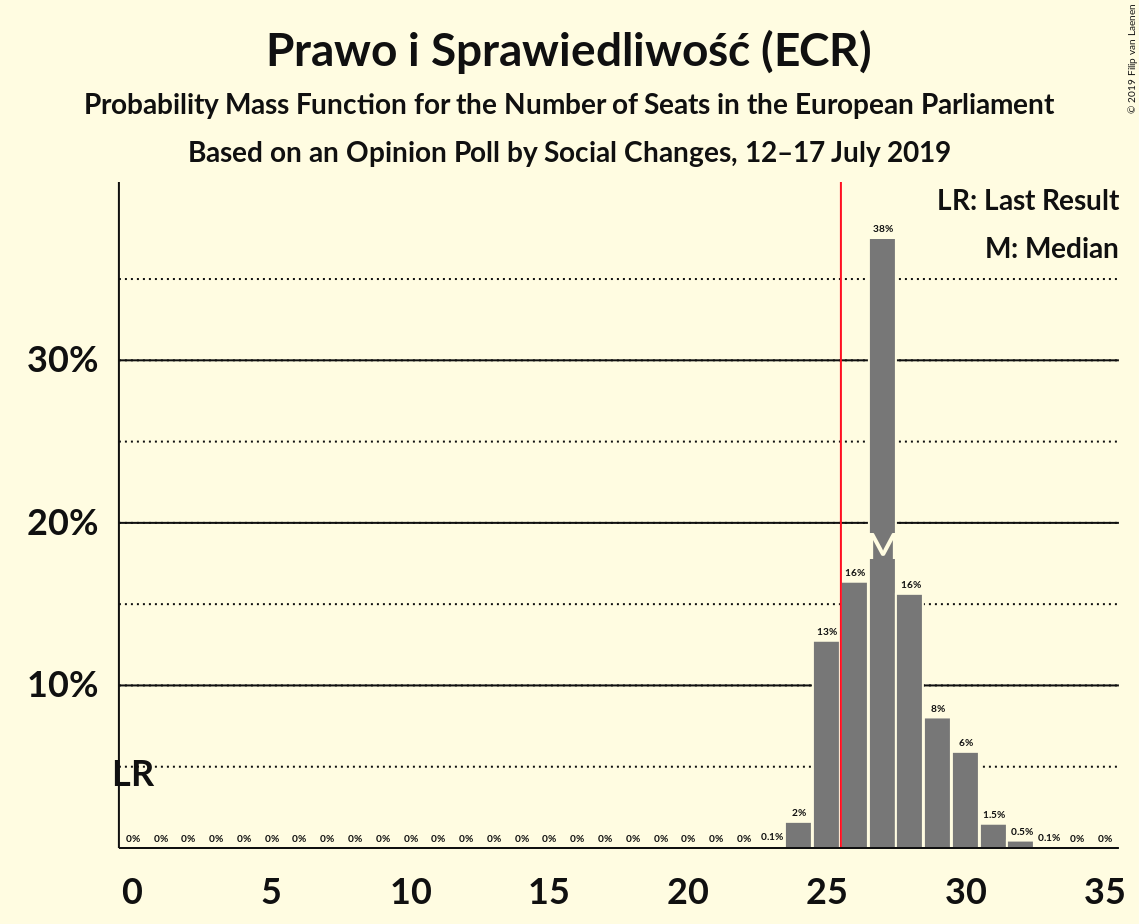 Prawo i Sprawiedliwość (ECR)
Probability Mass Function for the Number of Seats in the European Parliament
Based on an Opinion Poll by Social Changes, 12–17 July 2019
© 2019 Filip van Laenen
LR: Last Result
M: Median
38%
30%
20%
M
16%
16%
13%
10%
8%
6%
LR
2%
1.5%
0.5%
0% 0% 0% 0% 0% 0% 0% 0% 0% 0% 0% 0% 0% 0% 0% 0% 0% 0% 0% 0% 0% 0% 0% 0.1% 0.1% 0% 0%
0 5 10 15 20 25 30 35